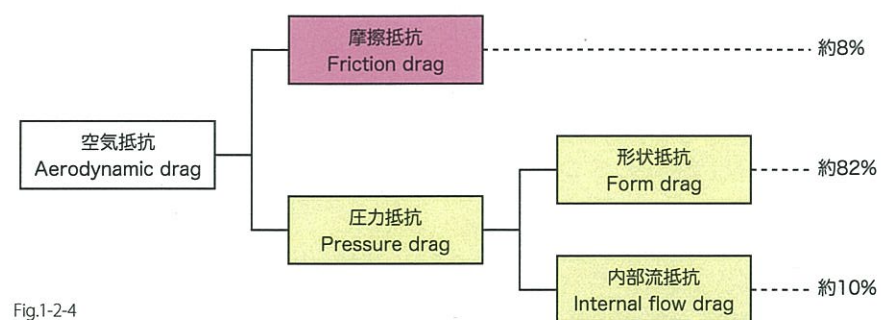 摩擦抵抗
Friction drag
約8%
空気抵抗
Aerodynamic drag
形状抵抗
Form drag
約82%
圧力抵抗
Pressure drag
内部流抵抗
Internal flow drag
約10%
Fig.1-2-4